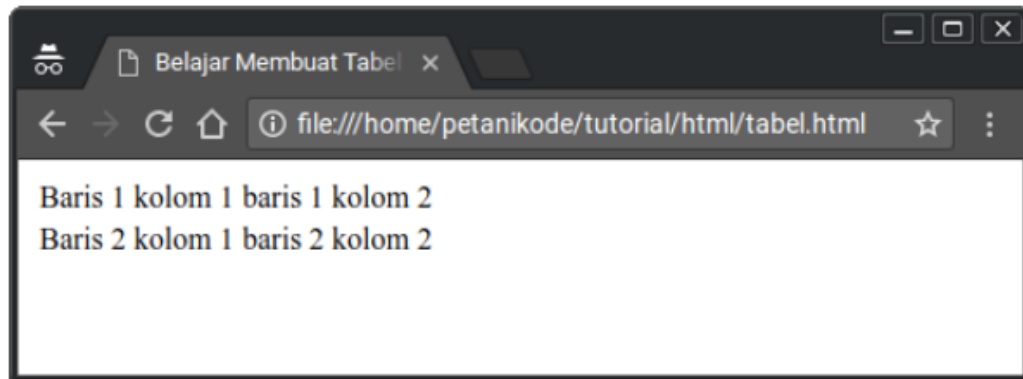 Belajar Membuat Tabel
file:///home/petanikode/tutorial/html/tabel.html
Baris 1 kolom 1 baris 1 kolom 2
Baris 2 kolom 1 baris 2 kolom 2